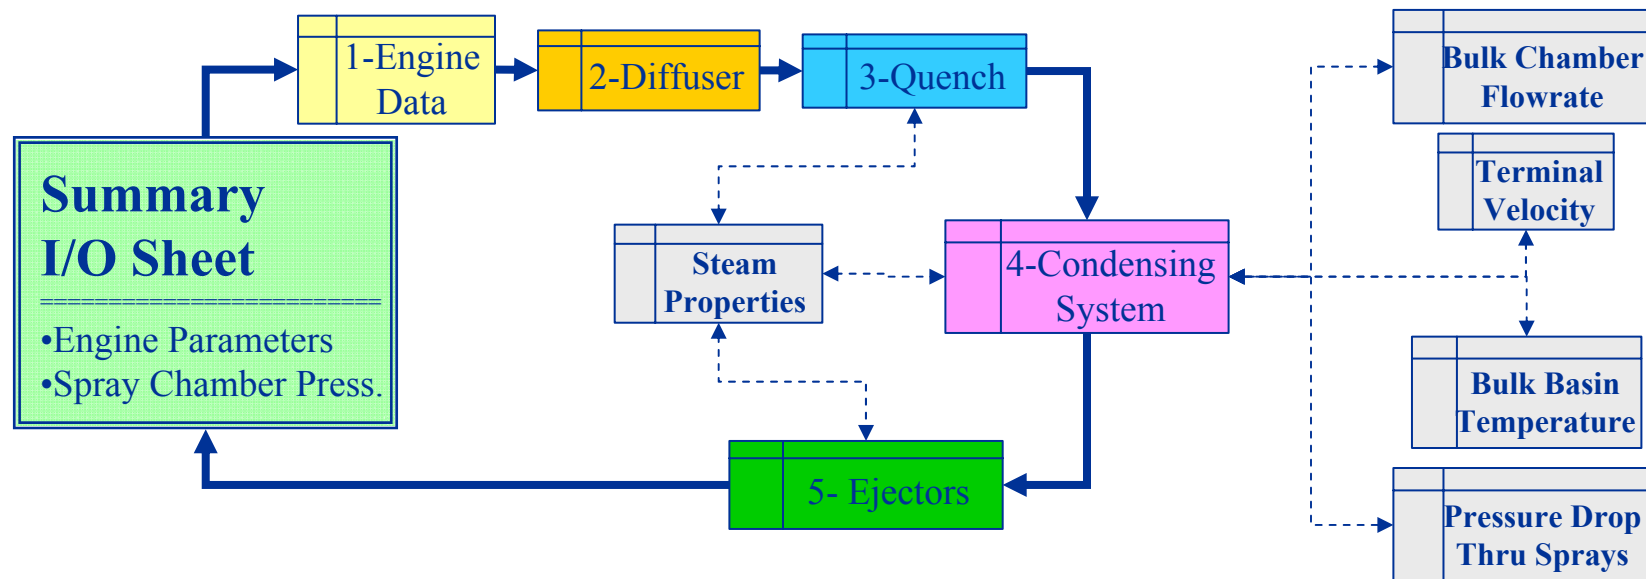 1-Engine
Data
2-Diffuser
3-Quench
Bulk Chamber
Flowrate
Terminal
Velocity
Summary
I/O Sheet
============================
•Engine Parameters
•Spray Chamber Press.
Steam
Properties
4-Condensing
System
Bulk Basin
Temperature
5- Ejectors
Pressure Drop
Thru Sprays